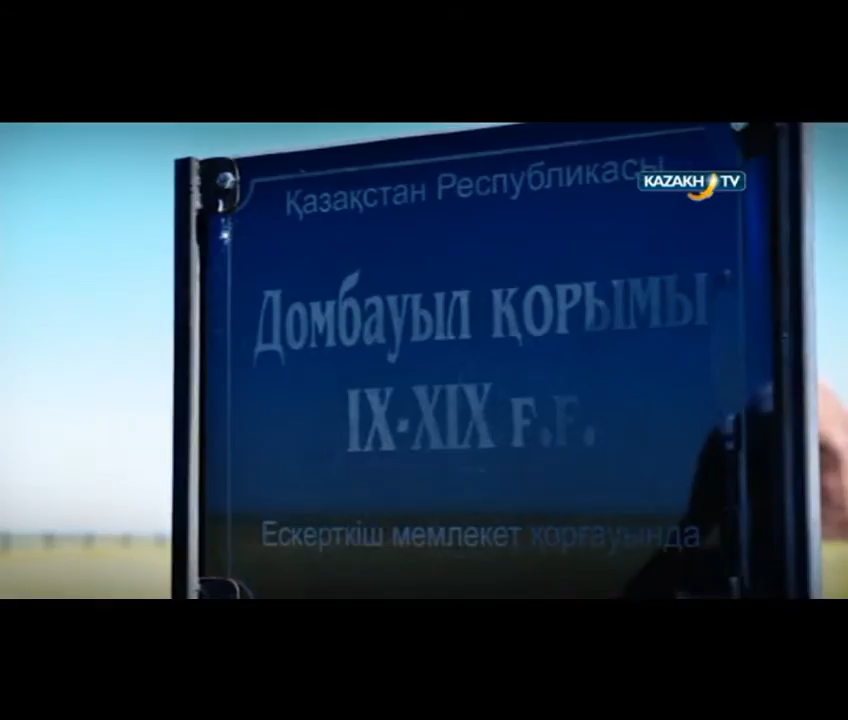 Қазақстан Республикасы
KAZAKH TV
Домбауыл қорымы
IX-XIX ғ.ғ.
Ескерткіш мемлекет қорғауында